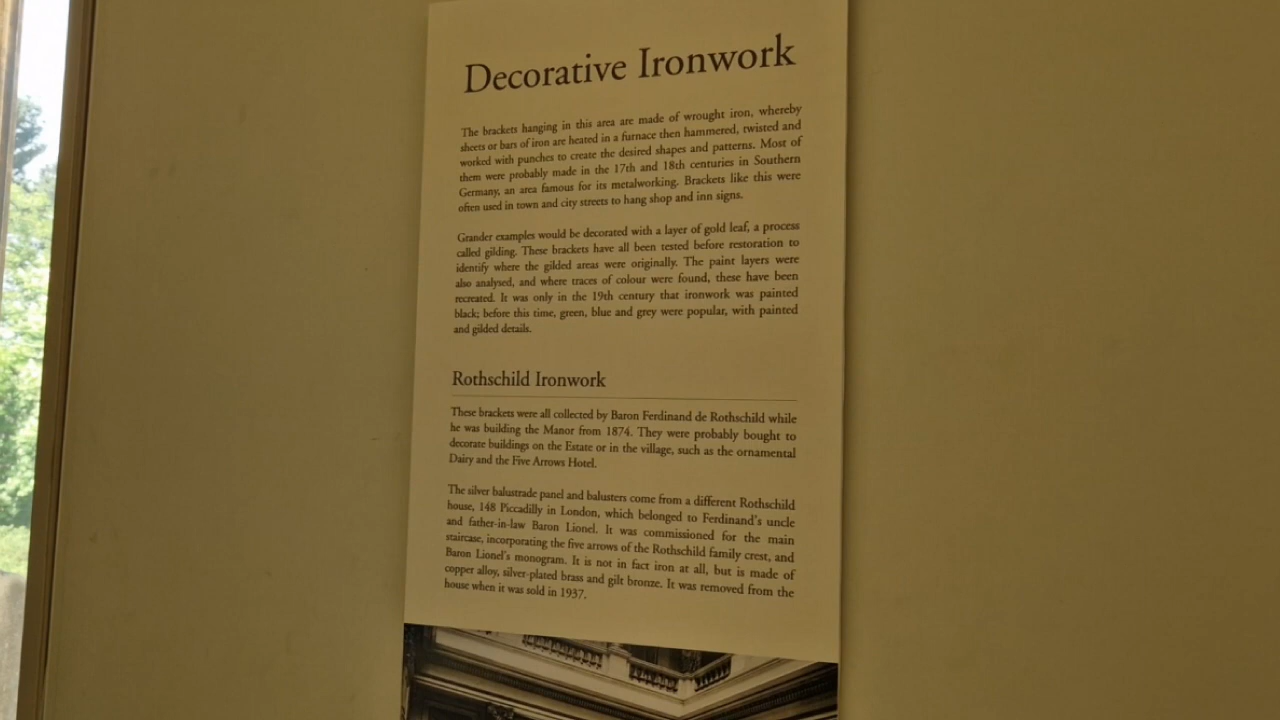 Decorative Ironwork
The brackets hanging in this area are made of wrought iron, whereby
sheets or bars of iron are heated in a furnace then hammered, twisted and
worked with punches to create the desired shapes and patterns. Most of
them were probably made in the 17th and 18th centuries in Southern
Germany, an area famous for its metalworking. Brackets like this were
often used in town and city streets to hang shop and inn signs.
Grander examples would be decorated with a layer of gold leaf, a process
called gilding. These brackets have all been tested before restoration to
identify where the gilded areas were originally. The paint layers were
also analysed, and where traces of colour were found, these have been
recreated. It was only in the 19th century that ironwork was painted
black; before this time, green, blue and grey were popular, with painted
and gilded details.
Rothschild Ironwork
These brackets were all collected by Baron Ferdinand de Rothschild while
he was building the Manor from 1874. They were probably bought to
decorate buildings on the Estate or in the village, such as the ornamental
Dairy and the Five Arrows Hotel.
The silver balustrade panel and balusters come from a different Rothschild
house, 148 Piccadilly in London, which belonged to Ferdinand's uncle
and father-in-law Baron Lionel. It was commissioned for the main
staircase, incorporating the five arrows of the Rothschild family crest, and
Baron Lionel's monogram. It is not in fact iron at all, but is made of
copper alloy, silver-plated brass and gilt bronze. It was removed from the
house when it was sold in 1937.